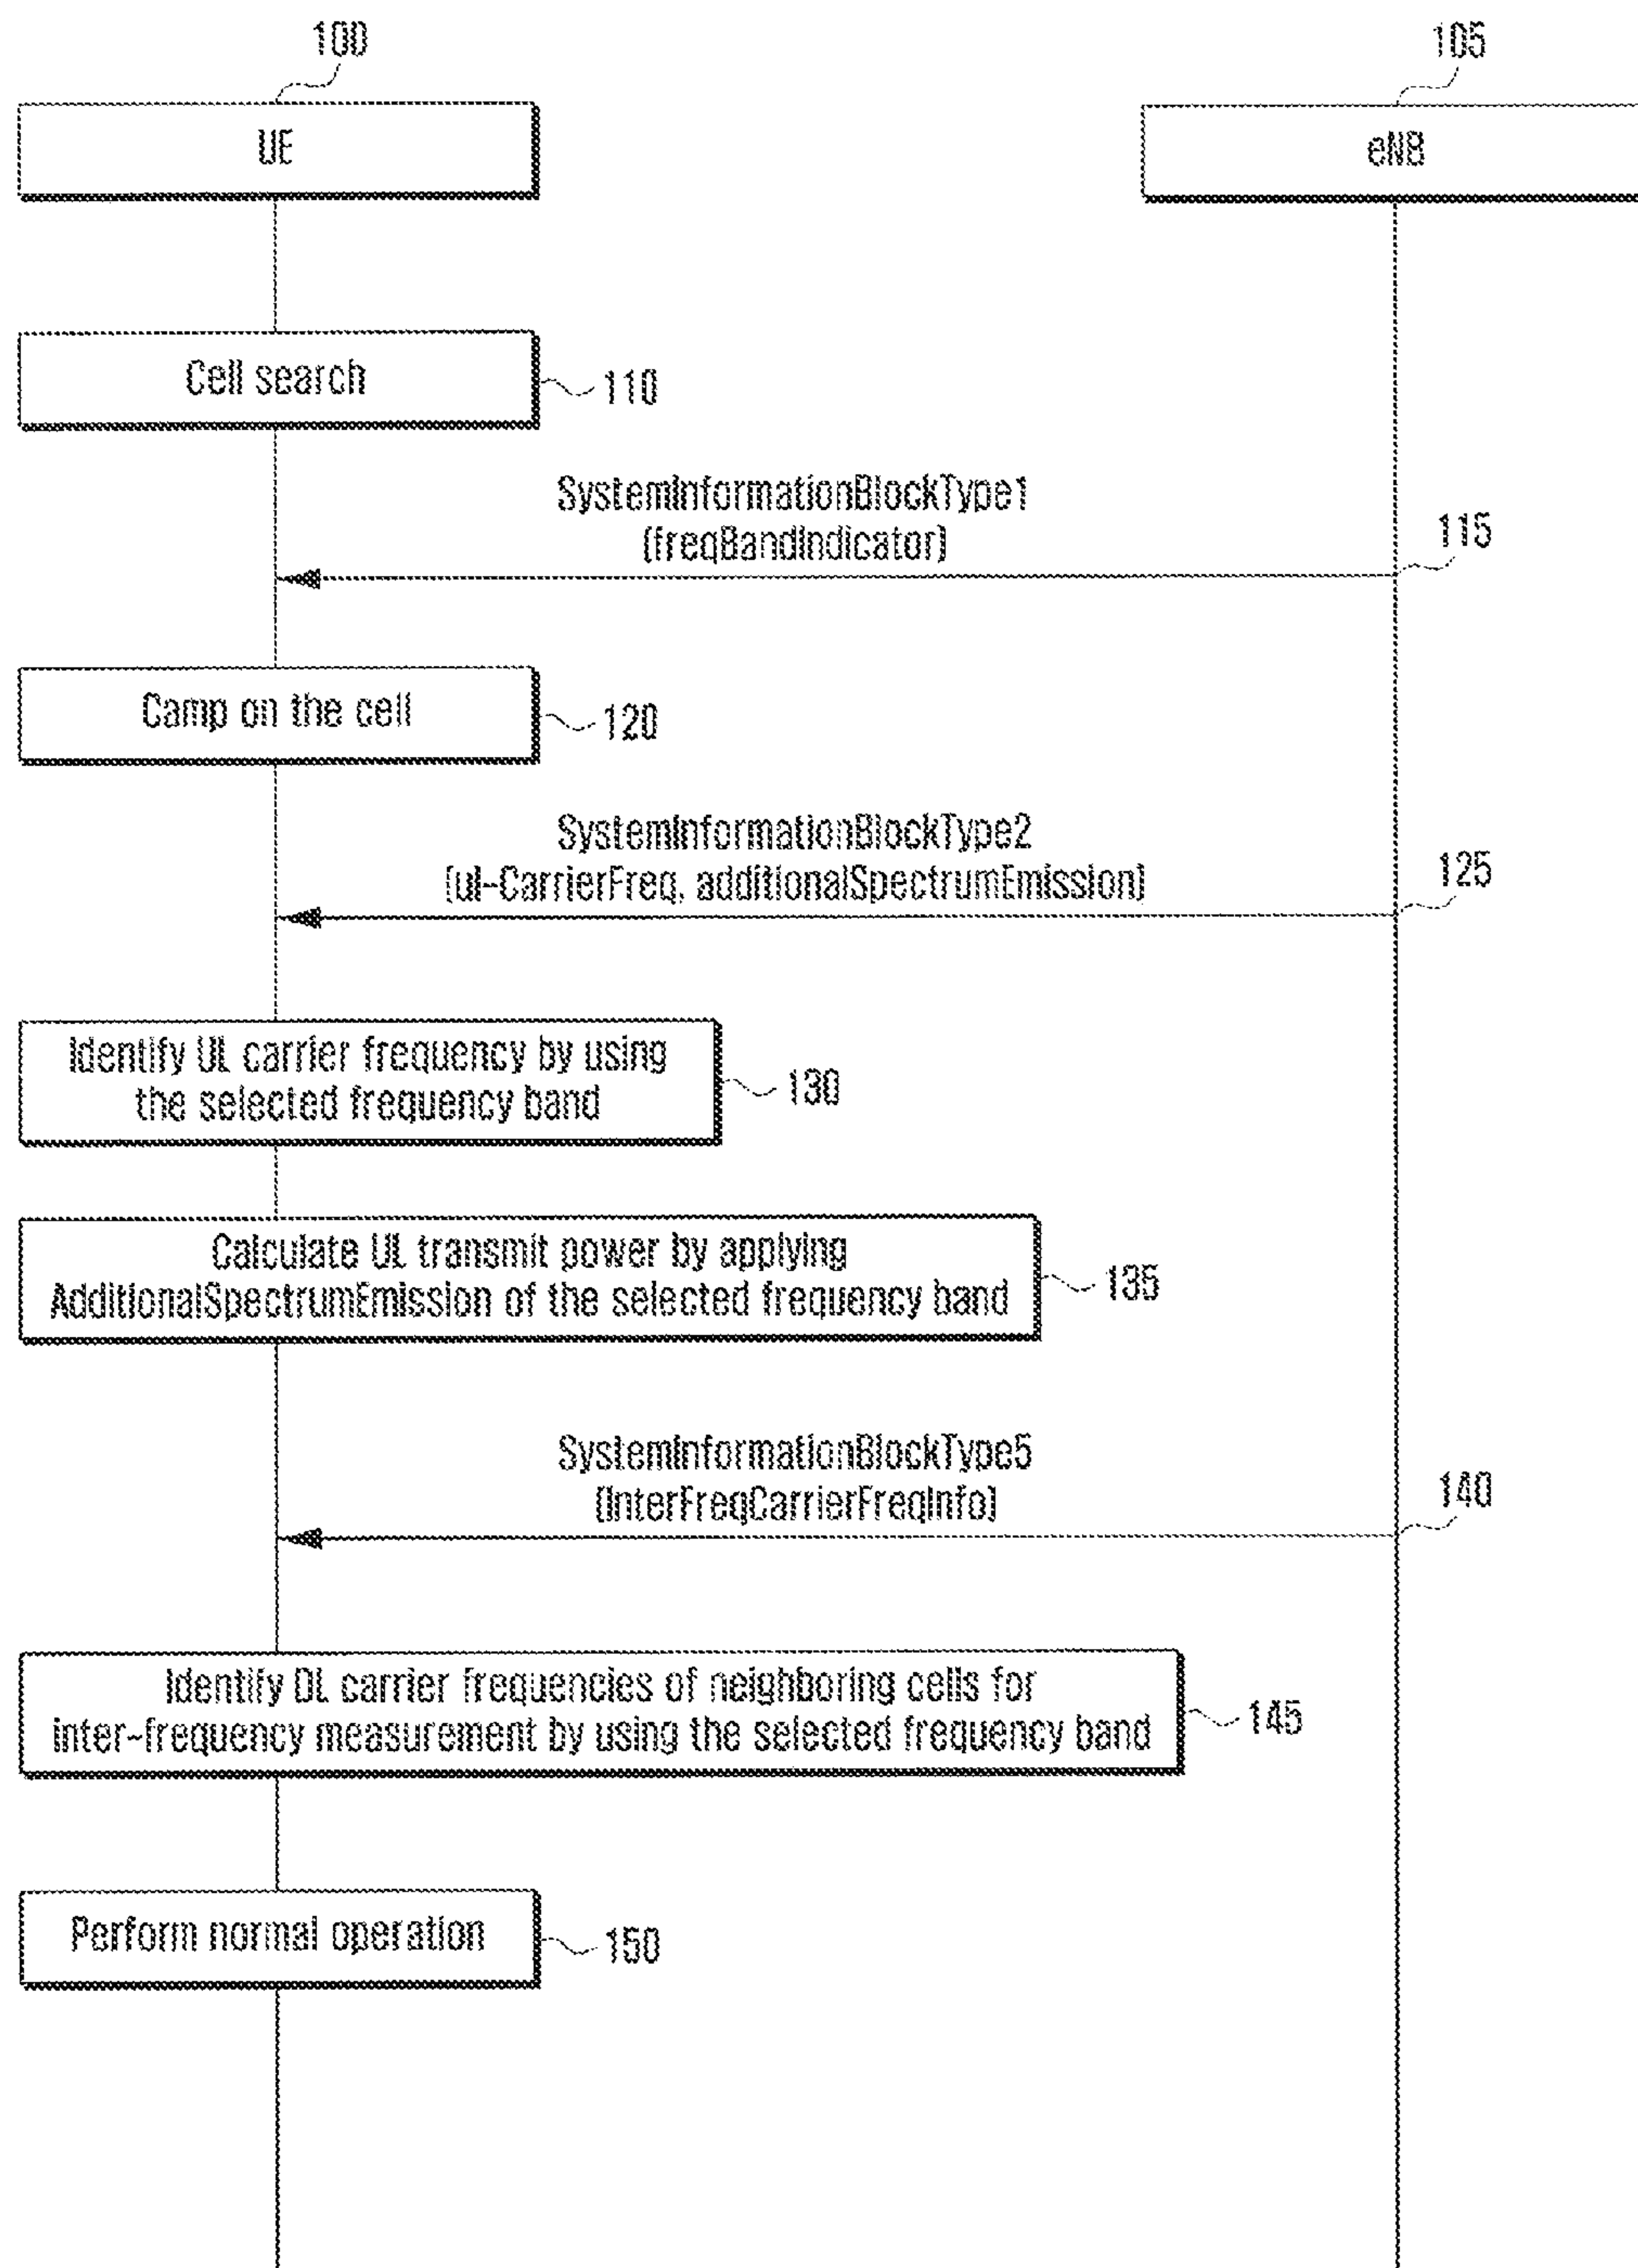 100
105
UE
eNB
Cell search
110
SystemInformationBlockType1
(freqBandIndicator)
115
Camp on the cell
120
SystemInformationBlockType2
(ul-CarrierFreq, additionalSpectrumEmission)
125
Identify UL carrier frequency by using
the selected frequency band
130
Calculate UL transmit power by applying
AdditionalSpectrumEmission of the selected frequency band
135
SystemInformationBlockType5
(InterFreqCarrierFreqInfo)
140
Identify DL carrier frequencies of neighboring cells for
inter-frequency measurement by using the selected frequency band
145
Perform normal operation
150